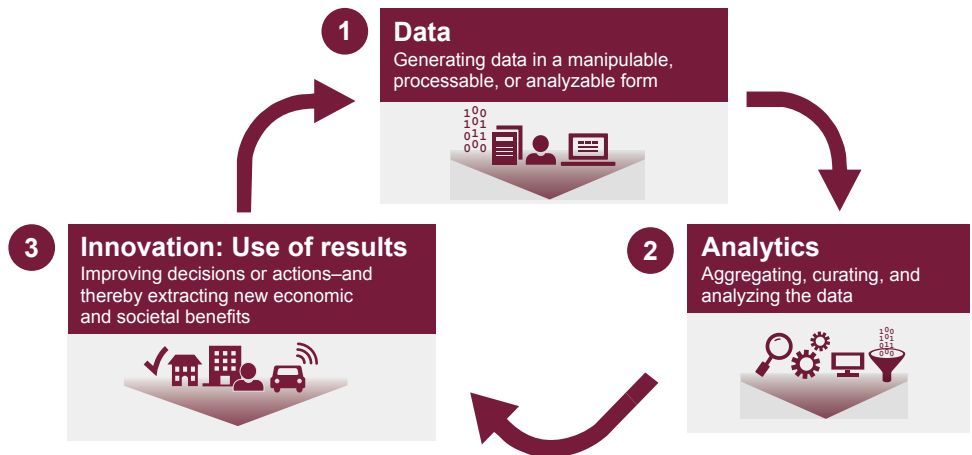 1
Data
Generating data in a manipulable,
processable, or analyzable form
100
101
011
000
2
Analytics
Aggregating, curating, and
analyzing the data
100
101
011
000
3
Innovation: Use of results
Improving decisions or actions–and
thereby extracting new economic
and societal benefits